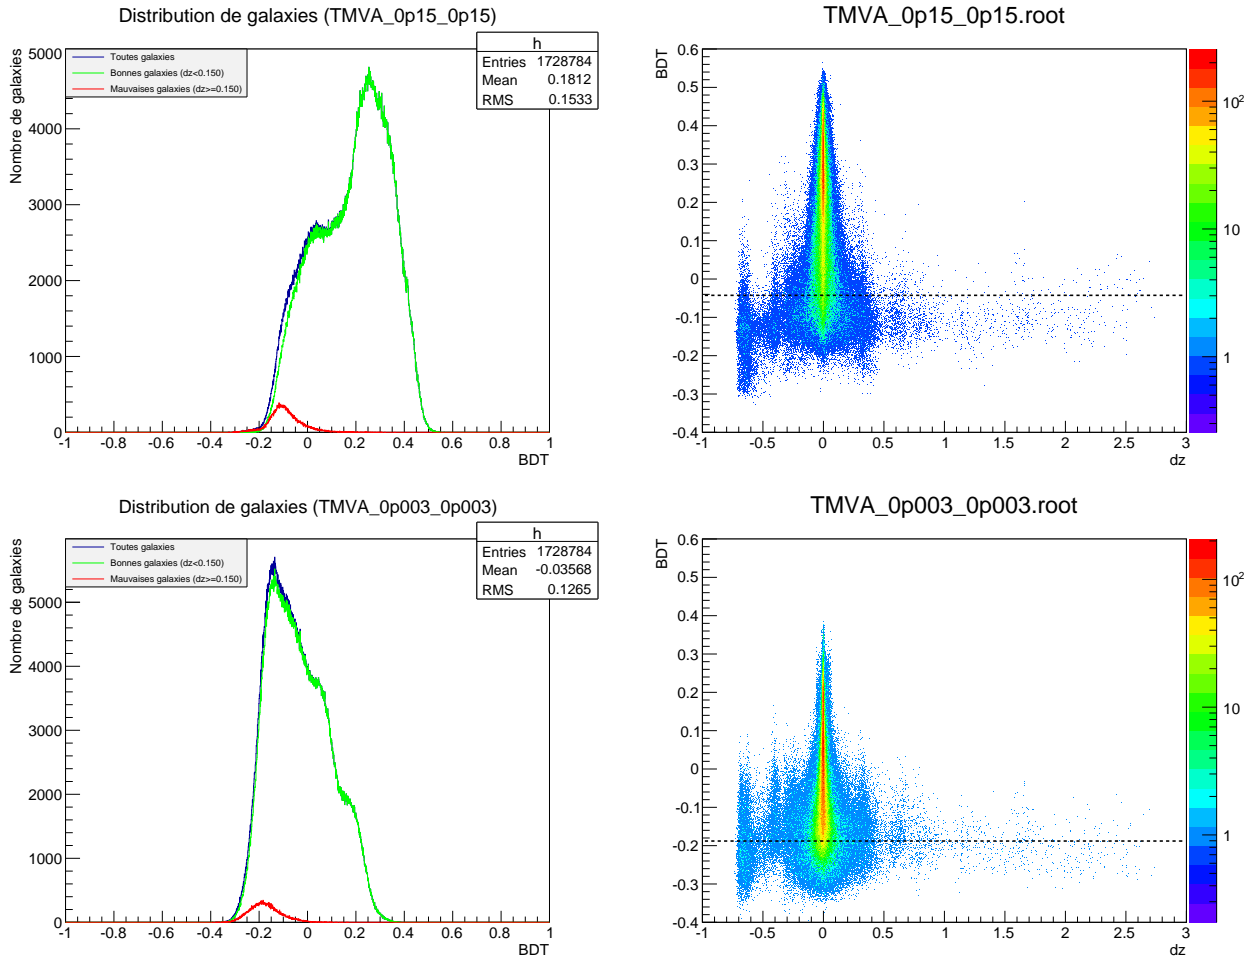 Distribution de galaxies (TMVA_0p15_0p15)
Nombre de galaxies
5000
4000
3000
2000
1000
0
Toutes galaxies
Bonnes galaxies (dz<0.150)
Mauvaises galaxies (dz>=0.150)
h
Entries 1728784
Mean 0.1812
RMS 0.1533
-1 -0.8 -0.6 -0.4 -0.2 0 0.2 0.4 0.6 0.8 1
BDT
TMVA_0p15_0p15.root
BDT
0.6
0.5
0.4
0.3
0.2
0.1
0
-0.1
-0.2
-0.3
-0.4
-1 -0.5 0 0.5 1 1.5 2 2.5 3
dz
10²
10
1
Distribution de galaxies (TMVA_0p003_0p003)
Nombre de galaxies
5000
4000
3000
2000
1000
0
Toutes galaxies
Bonnes galaxies (dz<0.150)
Mauvaises galaxies (dz>=0.150)
h
Entries 1728784
Mean -0.03568
RMS 0.1265
-1 -0.8 -0.6 -0.4 -0.2 0 0.2 0.4 0.6 0.8 1
BDT
TMVA_0p003_0p003.root
BDT
0.6
0.5
0.4
0.3
0.2
0.1
0
-0.1
-0.2
-0.3
-0.4
-1 -0.5 0 0.5 1 1.5 2 2.5 3
dz
10²
10
1